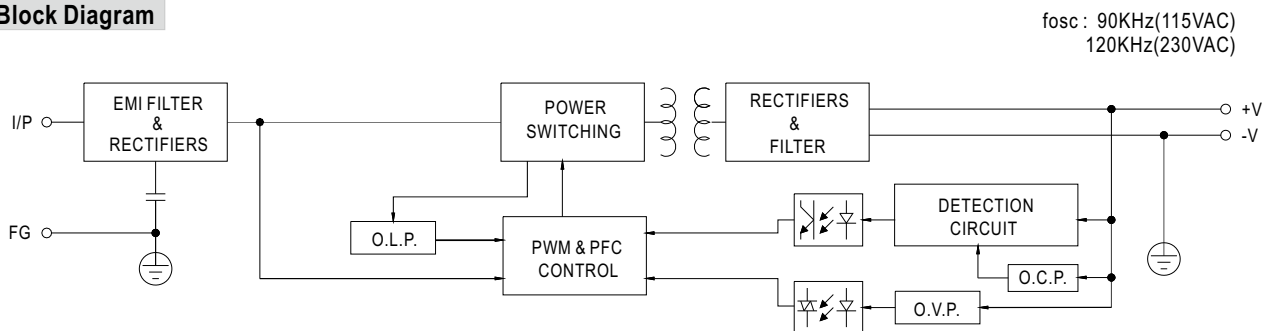 Block Diagram
fosc : 90KHz(115VAC)
120KHz(230VAC)
I/P
EMI FILTER
&
RECTIFIERS
POWER
SWITCHING
RECTIFIERS
&
FILTER
+V
-V
FG
O.L.P.
PWM & PFC
CONTROL
DETECTION
CIRCUIT
O.C.P.
O.V.P.